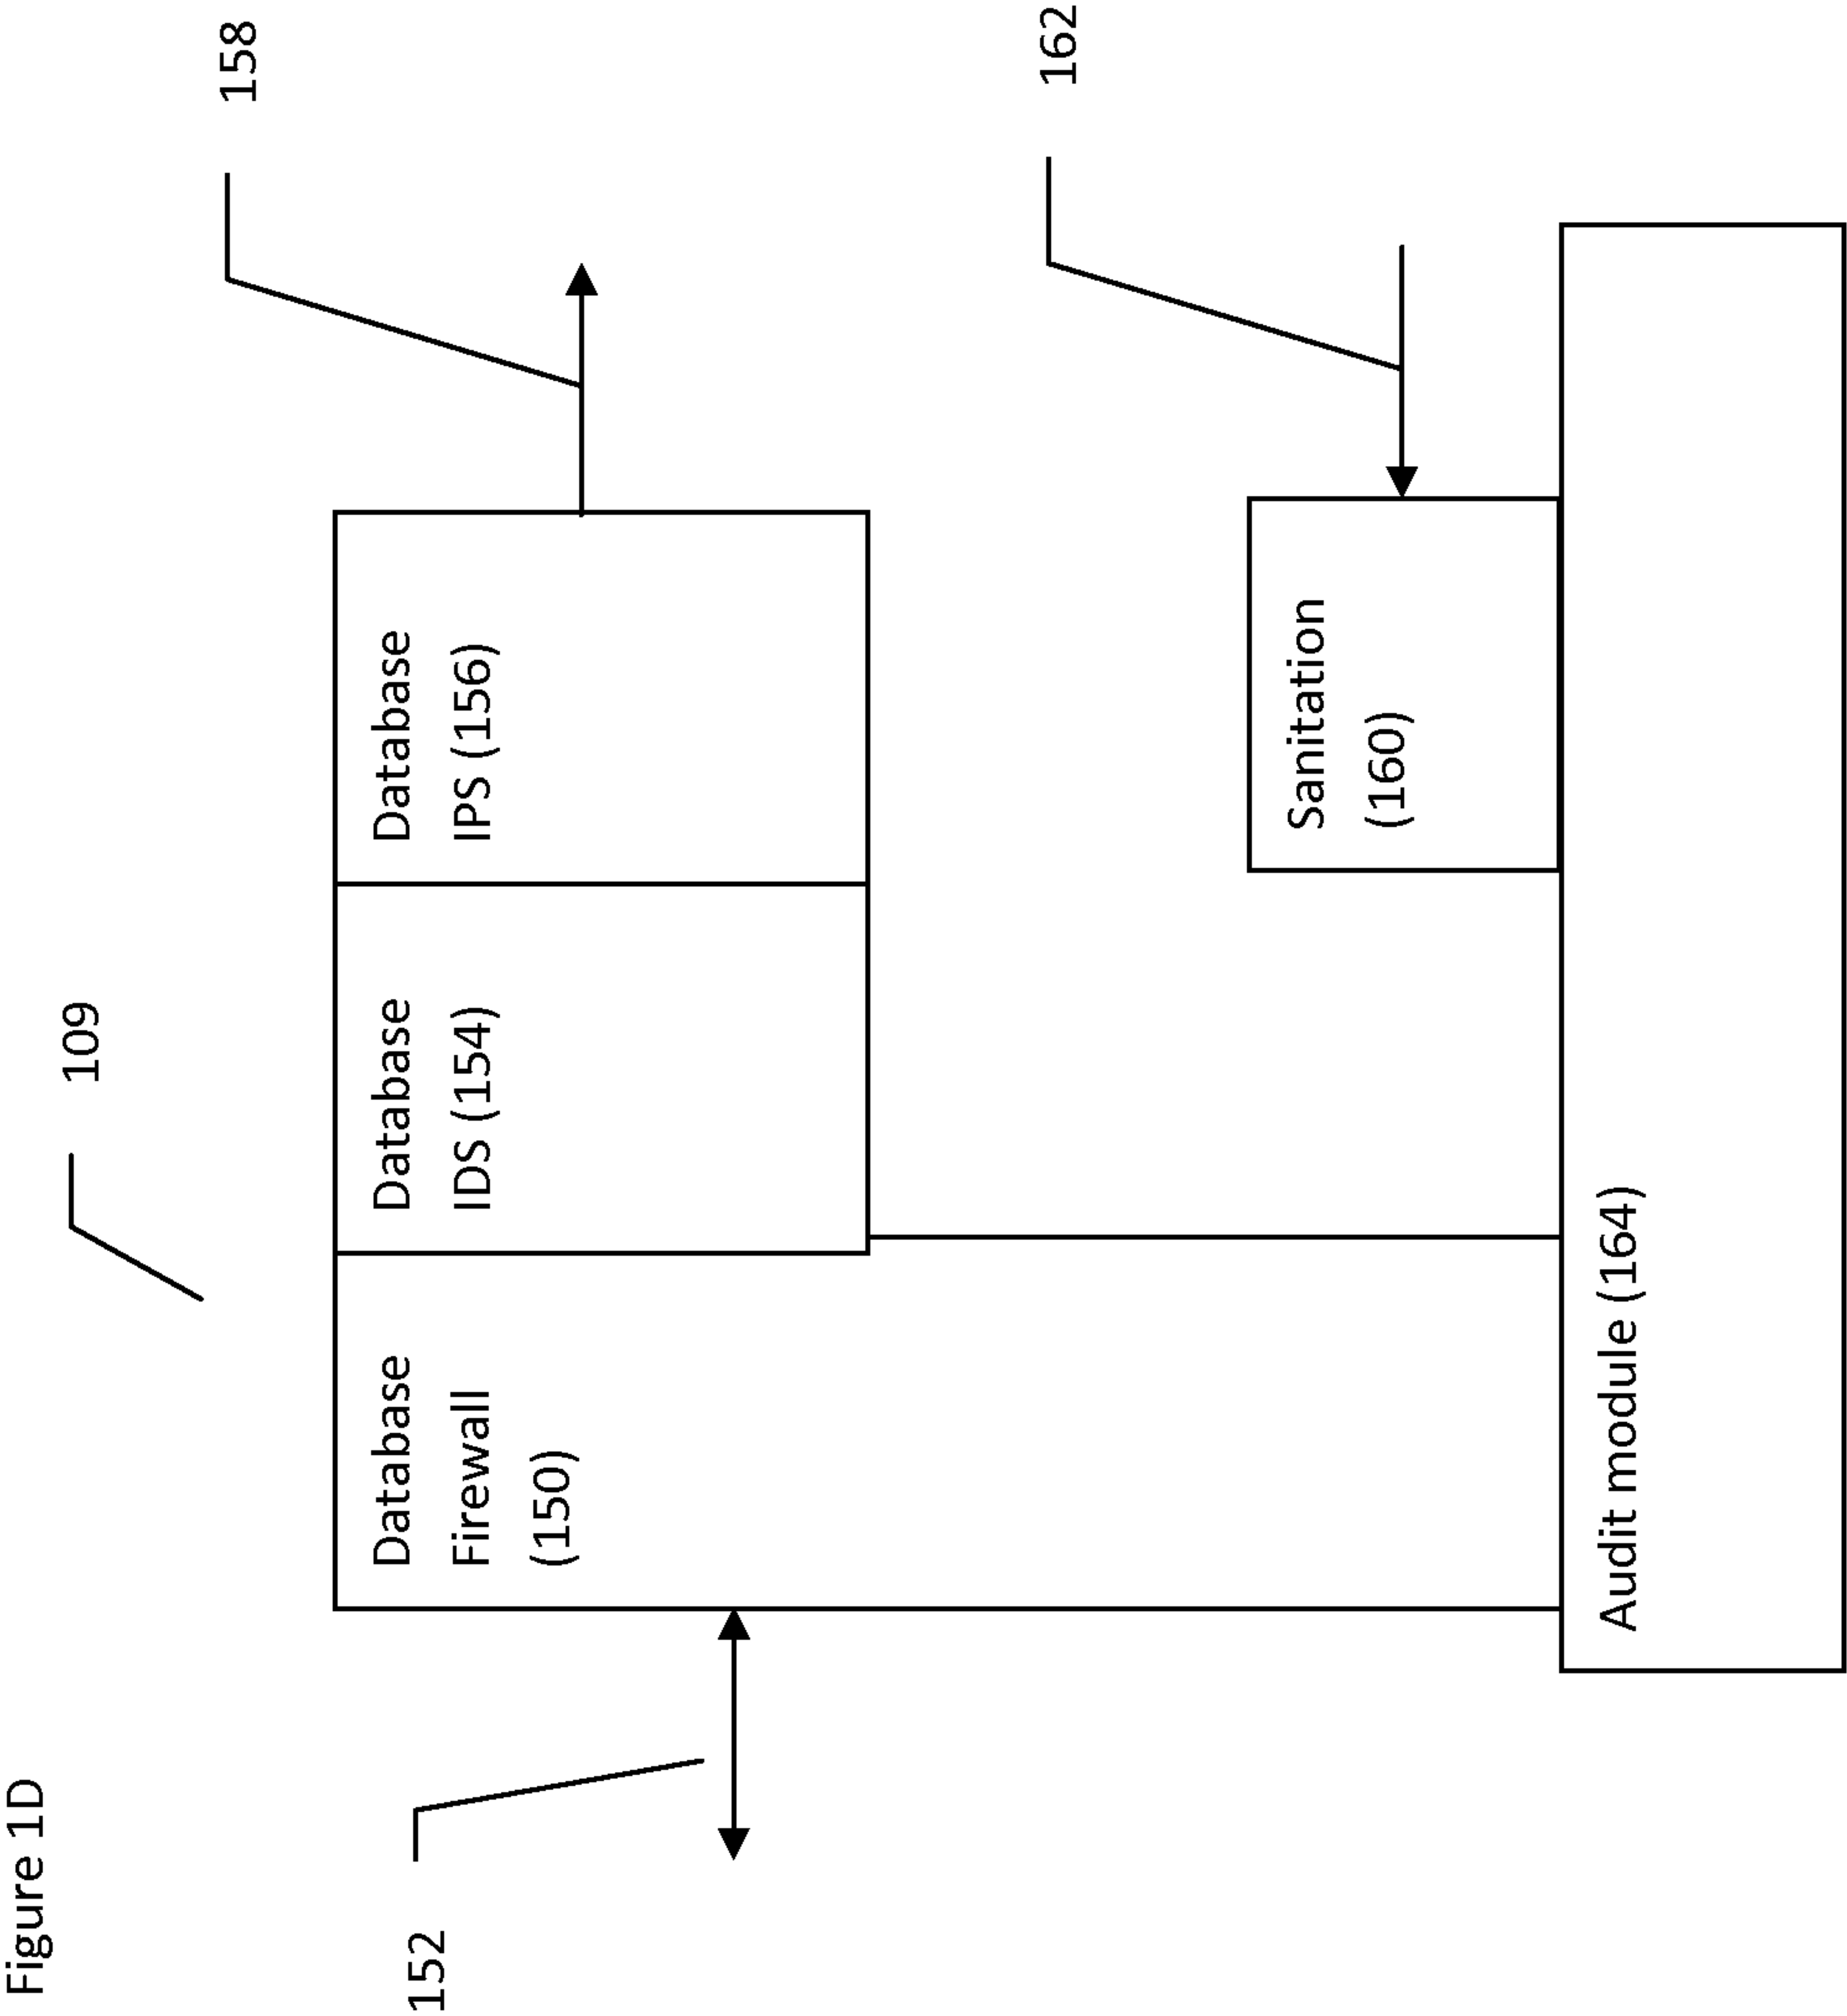 Figure 1D
109
158
152
Database
Firewall
(150)
Database
IDS (154)
Database
IPS (156)
162
Sanitation
(160)
Audit module (164)